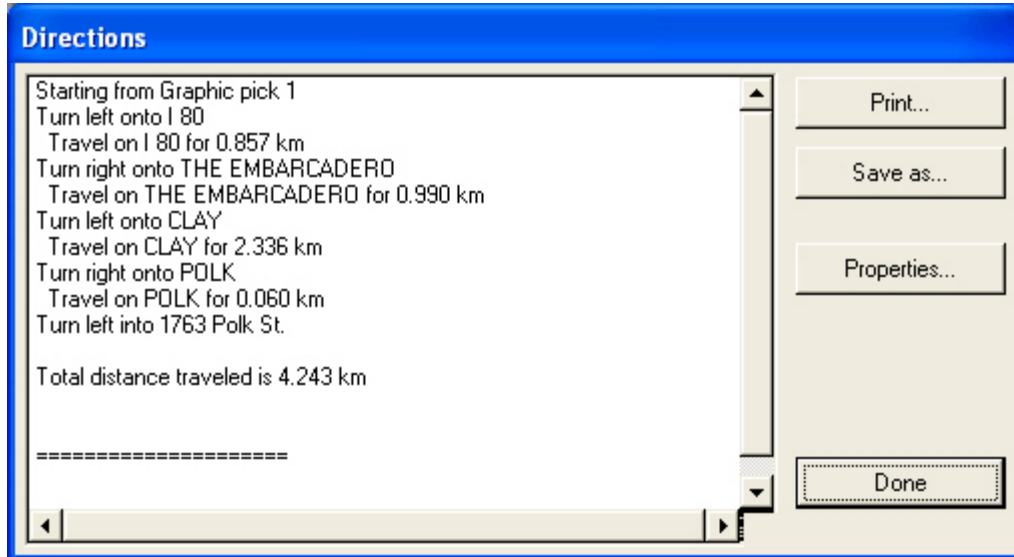 Directions
Starting from Graphic pick 1
Turn left onto I 80
Travel on I 80 for 0.857 km
Turn right onto THE EMBARCADERO
Travel on THE EMBARCADERO for 0.990 km
Turn left onto CLAY
Travel on CLAY for 2.336 km
Turn right onto POLK
Travel on POLK for 0.060 km
Turn left into 1763 Polk St.
Total distance traveled is 4.243 km
=====================
Print...
Save as...
Properties...
Done